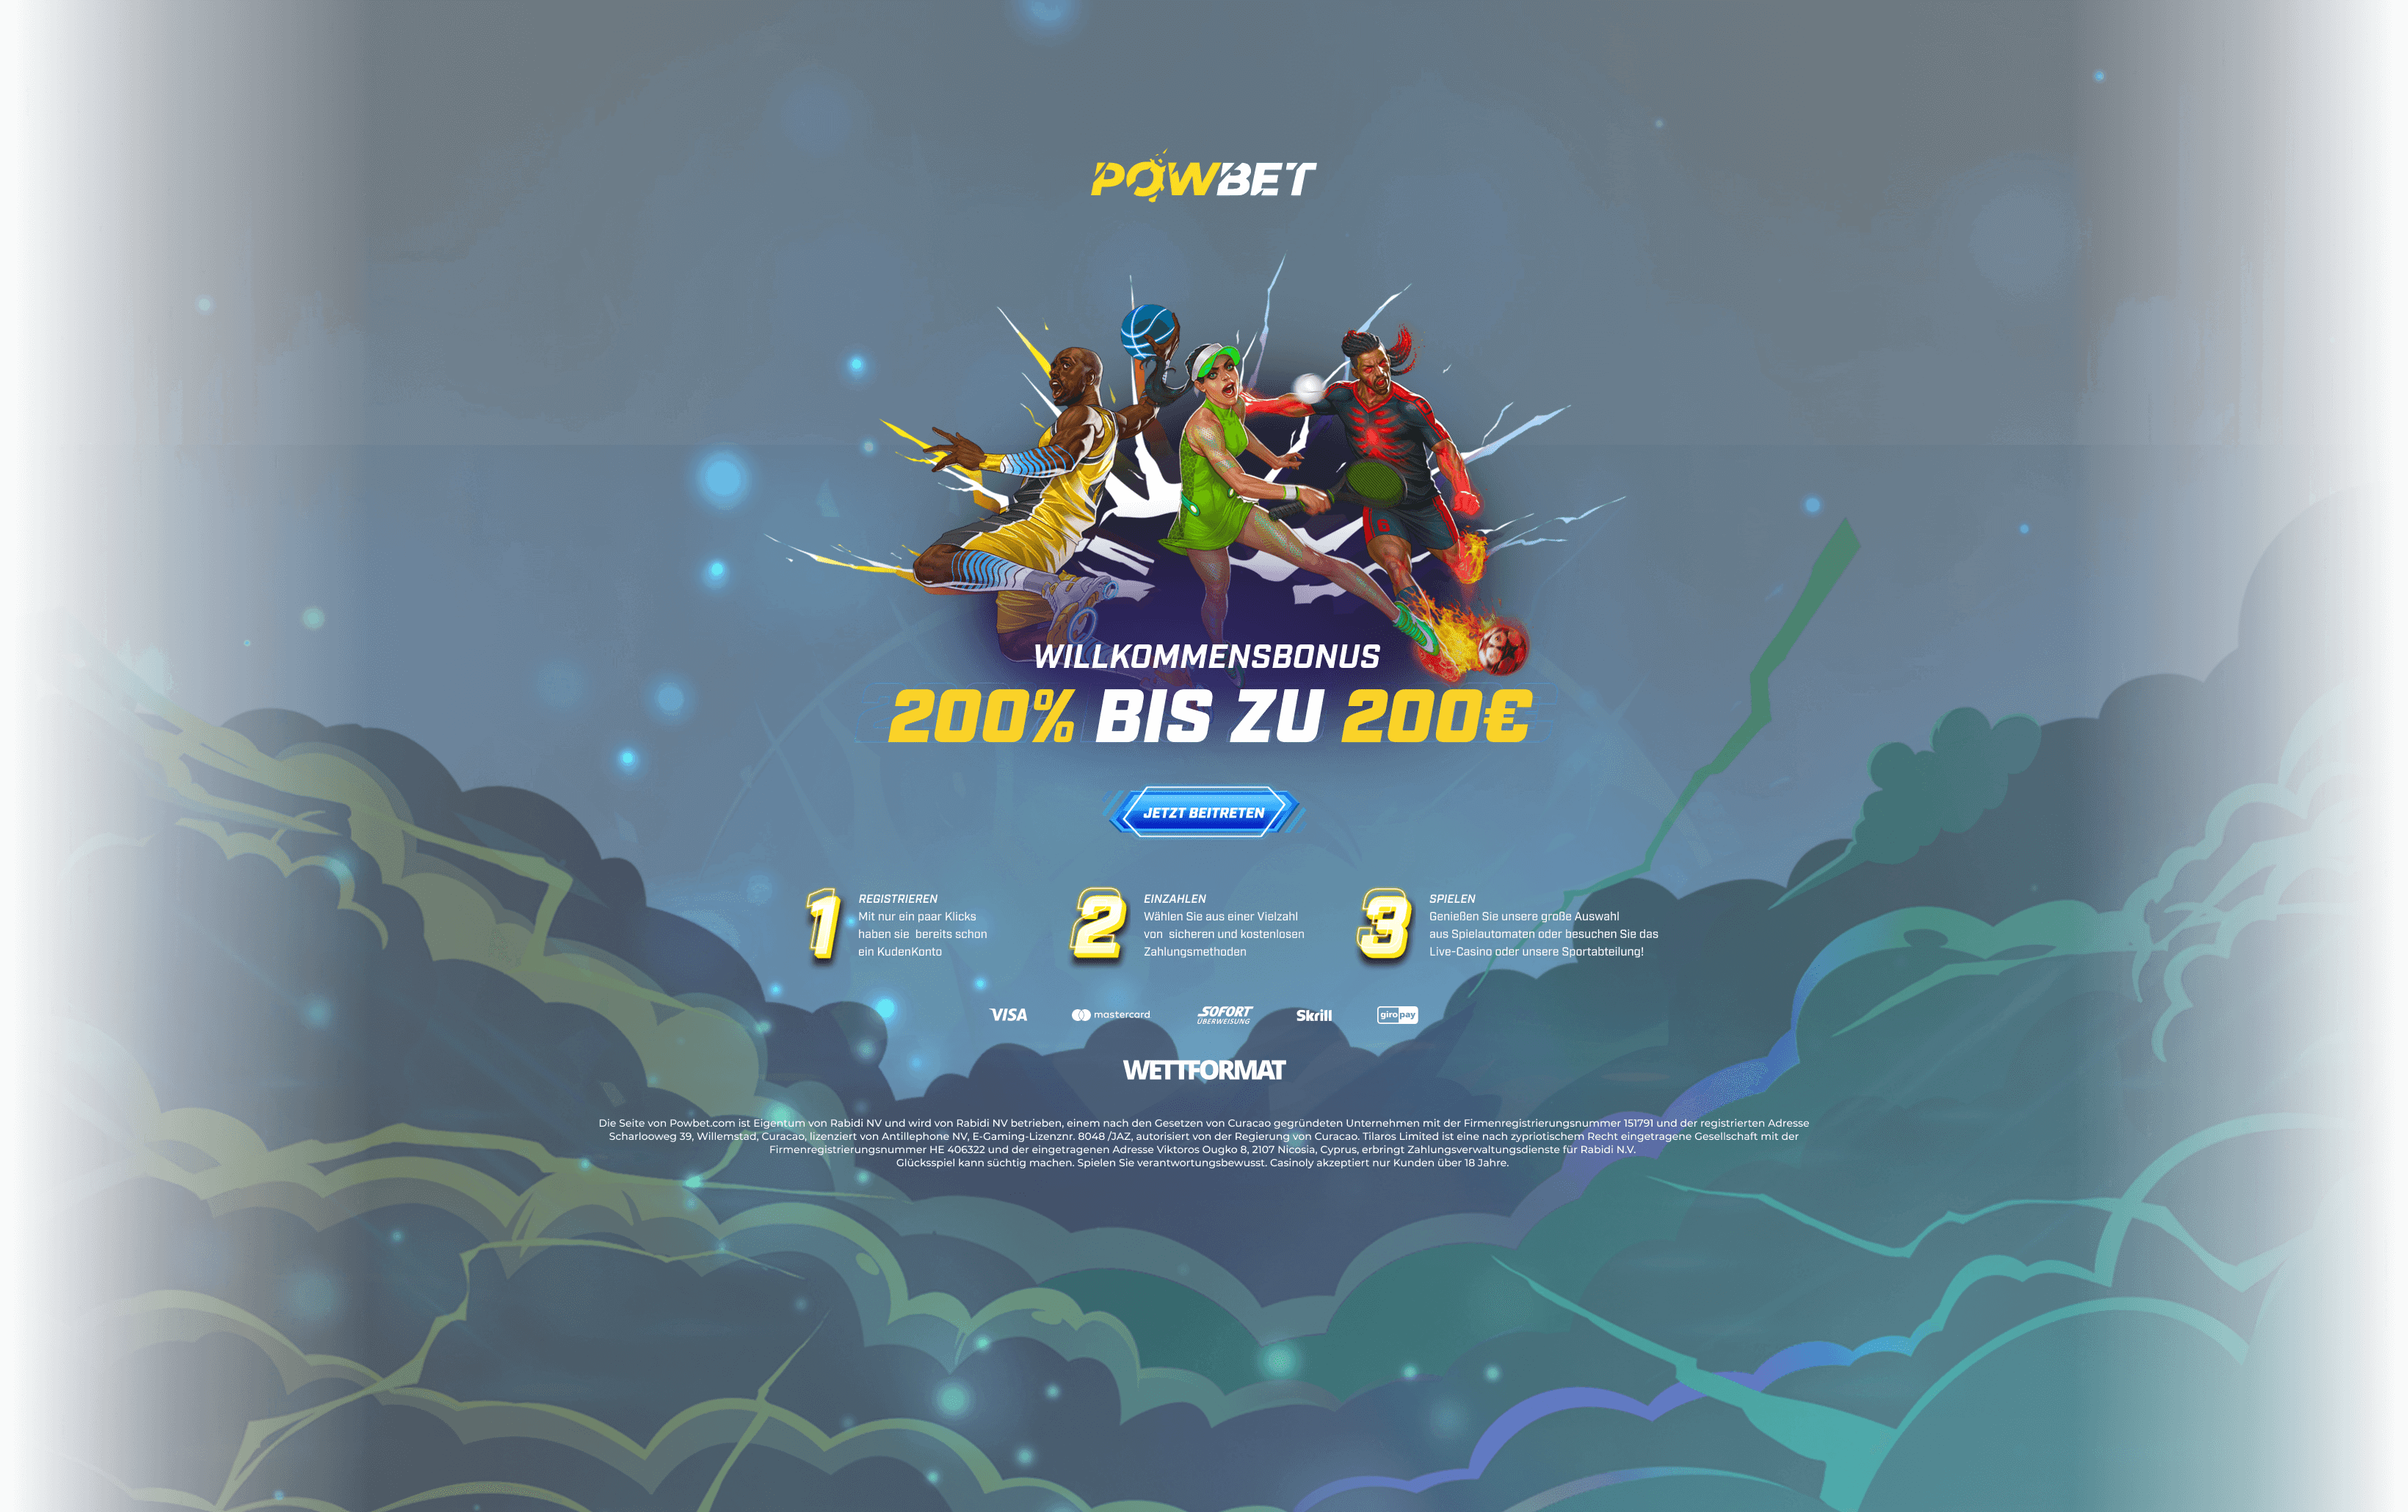 POWBET
WILLKOMMENSBONUS
200% BIS ZU 200€
JETZT BEITRETEN
1
REGISTRIEREN
Mit nur ein paar Klicks
haben sie bereits schon
ein KudenKonto
2
EINZAHLEN
Wählen Sie aus einer Vielzahl
von sicheren und kostenlosen
Zahlungsmethoden
3
SPIELEN
Genießen Sie unsere große Auswahl
aus Spielautomaten oder besuchen Sie das
Live-Casino oder unsere Sportabteilung!
VISA
mastercard
SOFORT
ÜBERWEISUNG
Skrill
giropay
WETTFORMAT
Die Seite von Powbet.com ist Eigentum von Rabidi NV und wird von Rabidi NV betrieben, einem nach den Gesetzen von Curacao gegründeten Unternehmen mit der Firmenregistrierungsnummer 151791 und der registrierten Adresse
Scharlooweg 39, Willemstad, Curacao, lizenziert von Antillephone NV, E-Gaming-Lizenznr. 8048 /JAZ, autorisiert von der Regierung von Curacao. Tilaros Limited ist eine nach zypriotischem Recht eingetragene Gesellschaft mit der
Firmenregistrierungsnummer HE 406322 und der eingetragenen Adresse Viktoros Ougko 8, 2107 Nicosia, Cyprus, erbringt Zahlungsverwaltungsdienste für Rabidi N.V.
Glücksspiel kann süchtig machen. Spielen Sie verantwortungsbewusst. Casinoly akzeptiert nur Kunden über 18 Jahre.